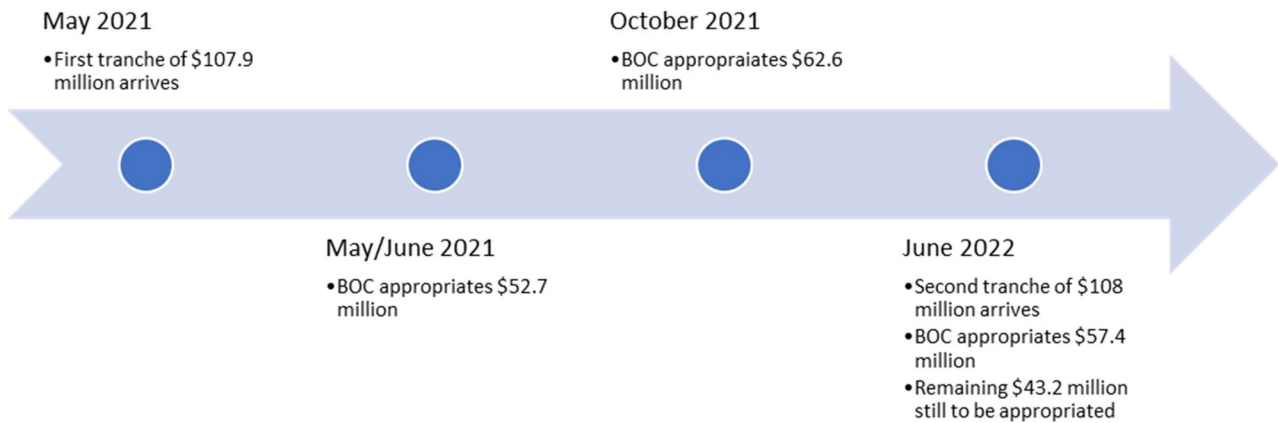 May 2021
•First tranche of $107.9
million arrives
May/June 2021
•BOC appropriates $52.7
million
October 2021
•BOC appropraiates $62.6
million
June 2022
•Second tranche of $108
million arrives
•BOC appropriates $57.4
million
•Remaining $43.2 million
still to be appropriated